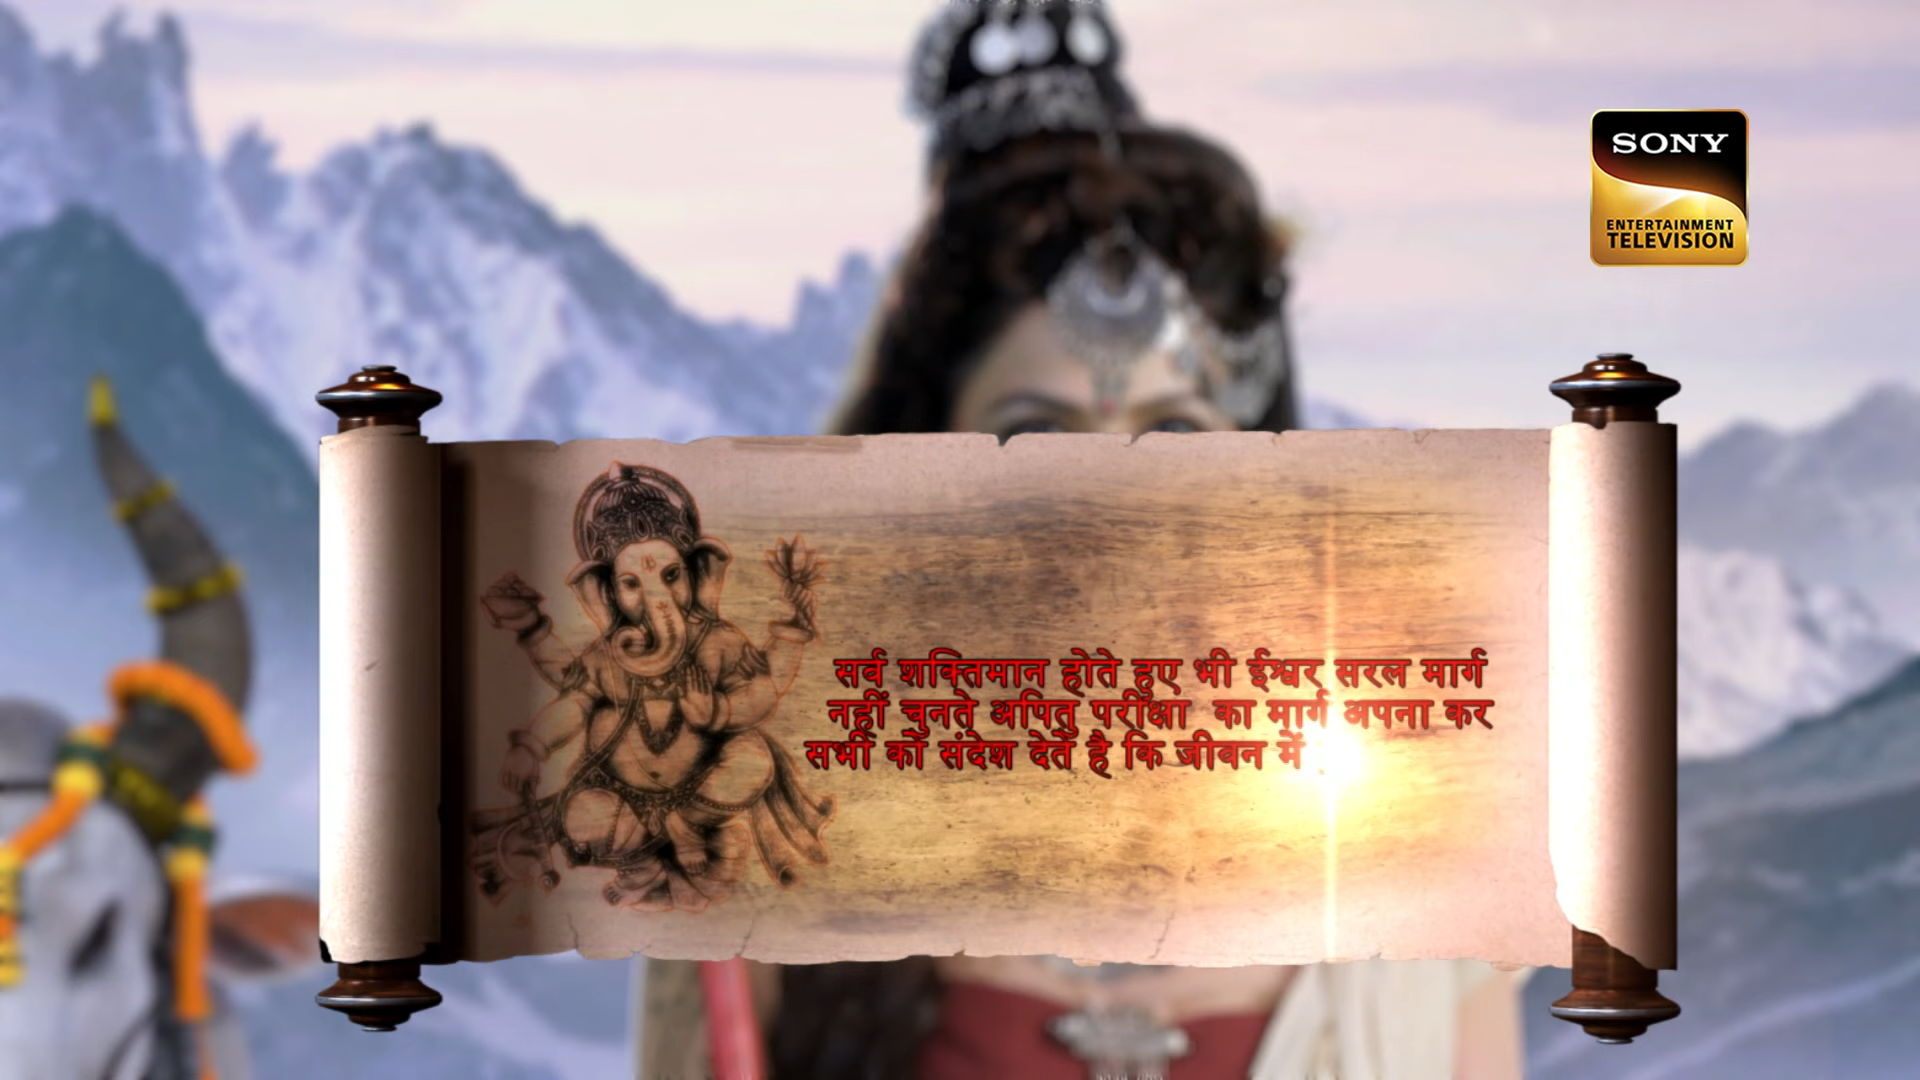 SONY
ENTERTAINMENT
TELEVISION
सर्व शक्तिमान होते हुए भी ईश्वर सरल मार्ग
नहीं चुनते अपितु परीक्षा का मार्ग अपना कर
सभी को संदेश देते है कि जीवन में